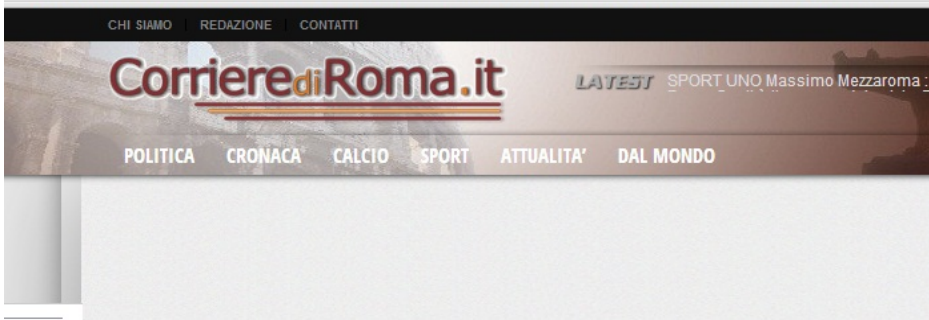 CHI SIAMO REDAZIONE CONTATTI
CorrierediRoma.it
LATEST SPORT UNO Massimo Mezzaroma :
POLITICA CRONACA CALCIO SPORT ATTUALITA' DAL MONDO